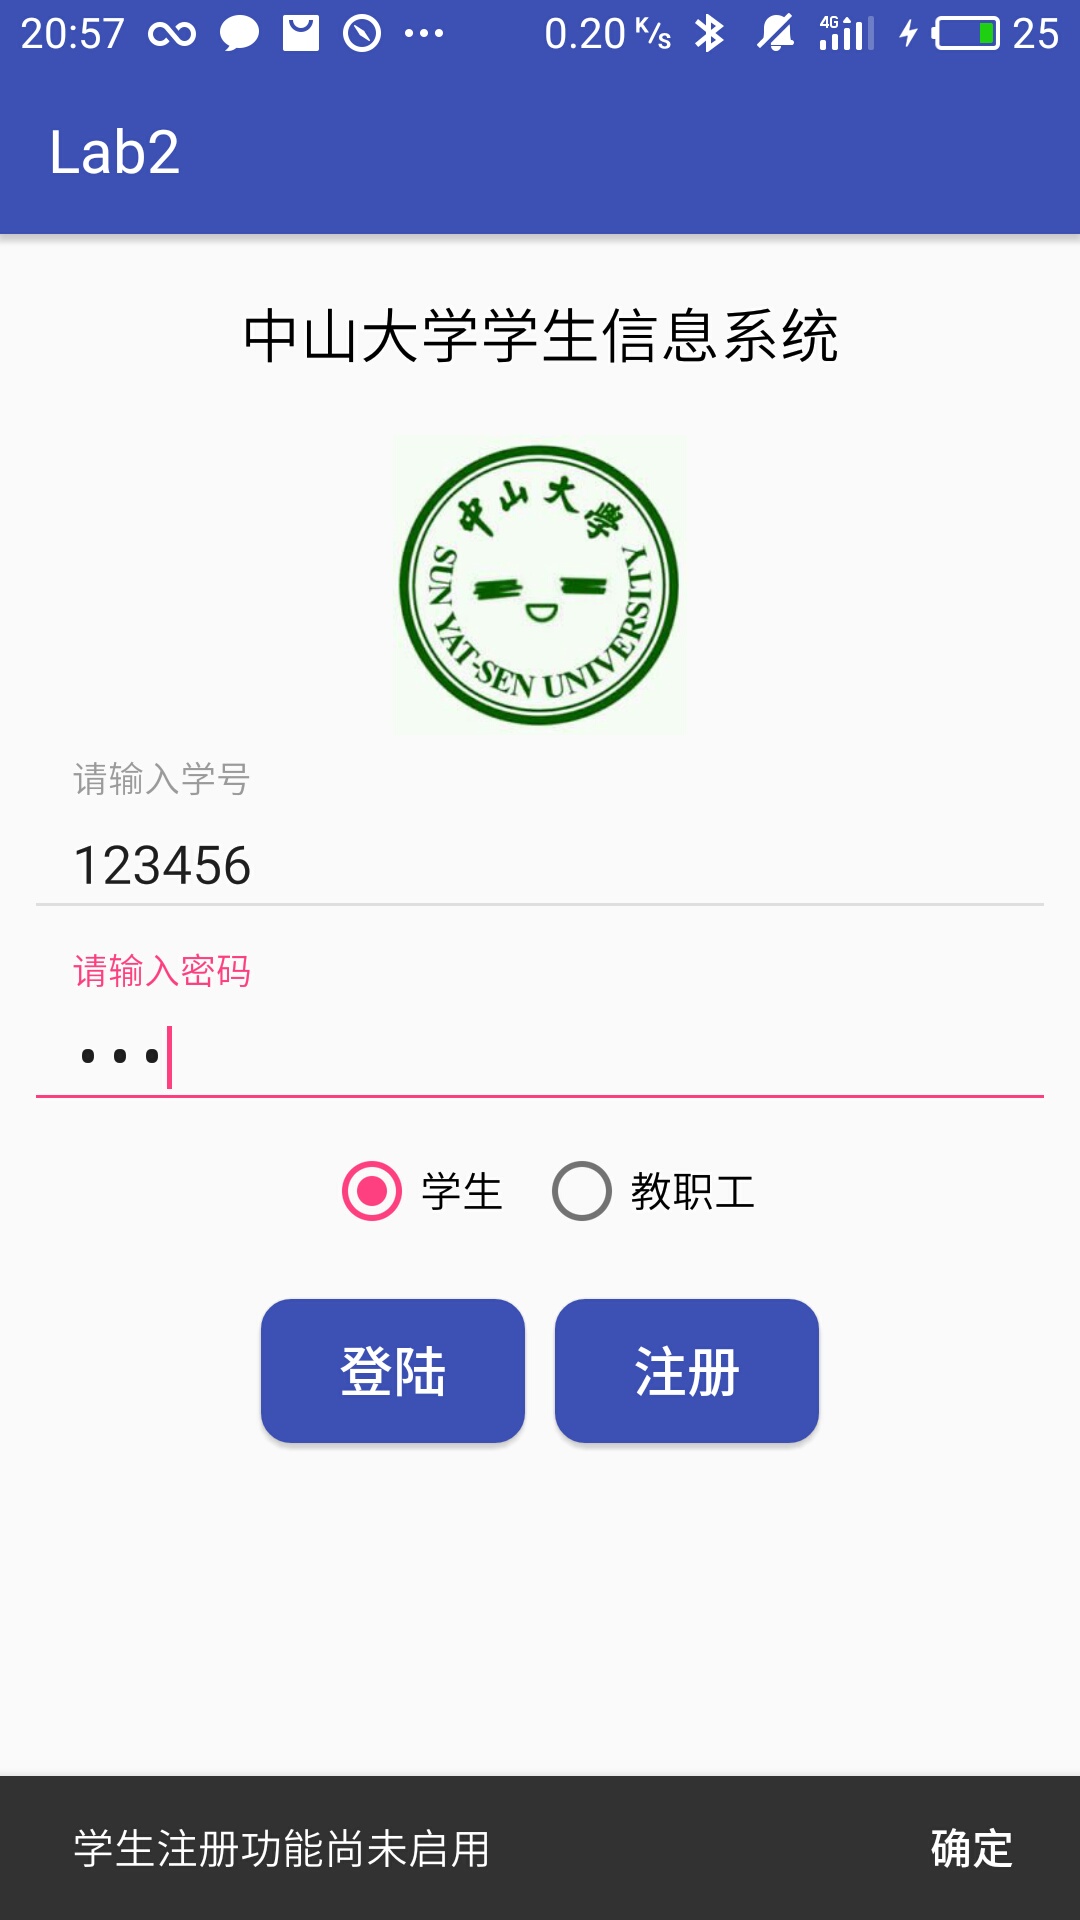 20:57 0.20 K/s 4G 25
Lab2
中山大学学生信息系统
中山大學
SUN YAT-SEN UNIVERSITY
请输入学号
123456
请输入密码
•••
学生 教职工
登陆 注册
学生注册功能尚未启用 确定